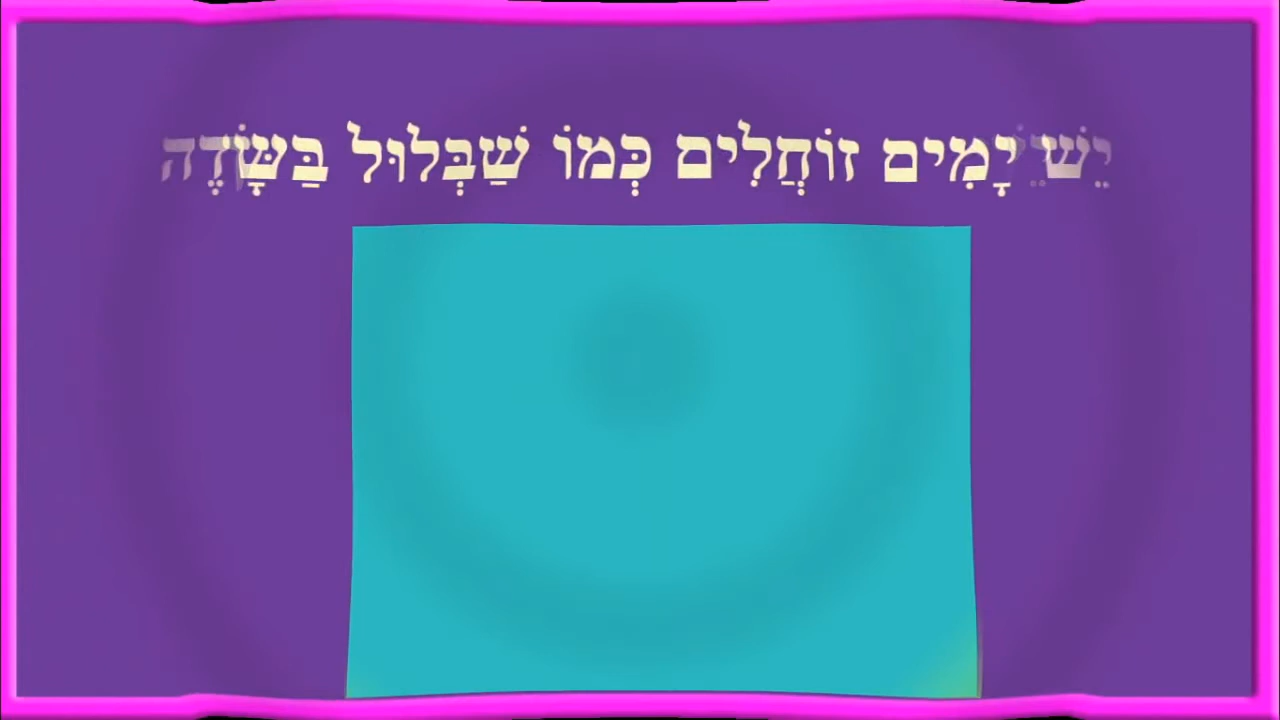 יֵשׁ יָמִים זוֹחֲלִים כְּמוֹ שַׁבְּלוּל בַּשָּׂדֶה